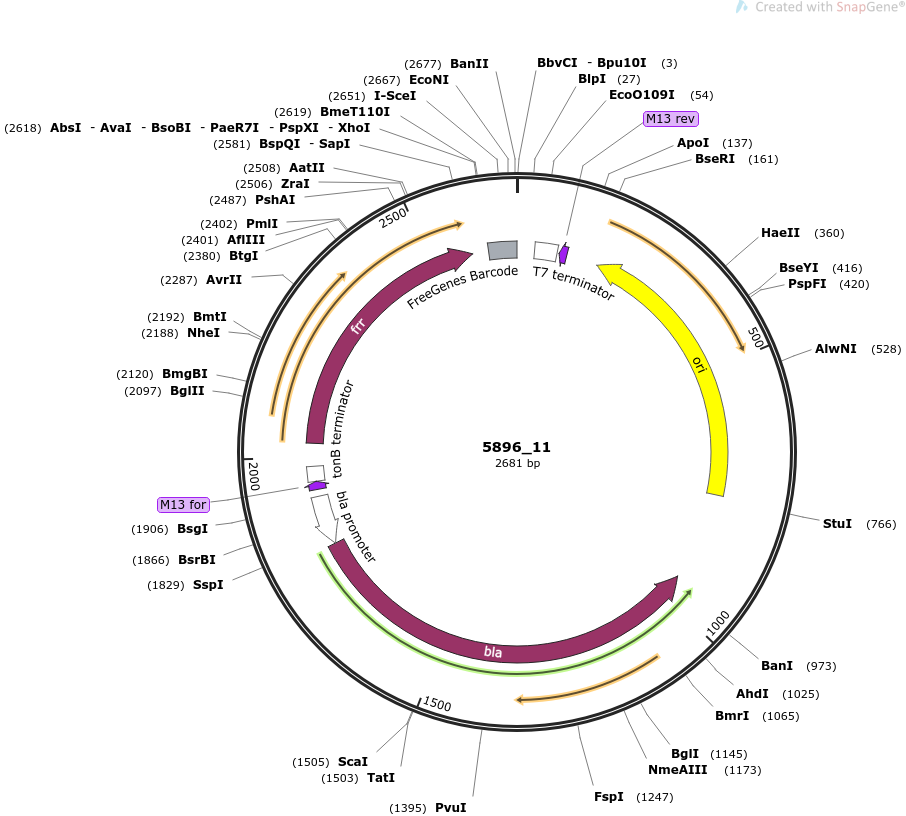 Created with SnapGene®
(2677) BanII
BbvCI - Bpu10I (3)
(2667) EcoNI
BlpI (27)
(2651) I-SceI
EcoO109I (54)
(2619) BmeT110I
M13 rev
(2618) AbsI - AvaI - BsoBI - PaeR7I - PspXI - XhoI
(2581) BspQI - SapI
ApoI (137)
BseRI (161)
(2508) AatII
(2506) ZraI
(2487) PshAI
2500
(2402) PmlI
(2401) AflIII
(2380) BtgI
HaeII (360)
(2287) AvrII
BseYI (416)
PspFI (420)
FreeGenes Barcode
T7 terminator
(2192) BmtI
(2188) NheI
frr
500
AlwNI (528)
(2120) BmgBI
(2097) BglII
ori
tonB terminator
5896_11
2681 bp
2000
M13 for
(1906) BsgI
bla promoter
StuI (766)
(1866) BsrBI
(1829) SspI
1000
bla
BanI (973)
AhdI (1025)
1500
BmrI (1065)
(1505) ScaI
BglI (1145)
(1503) TatI
NmeAIII (1173)
FspI (1247)
(1395) PvuI